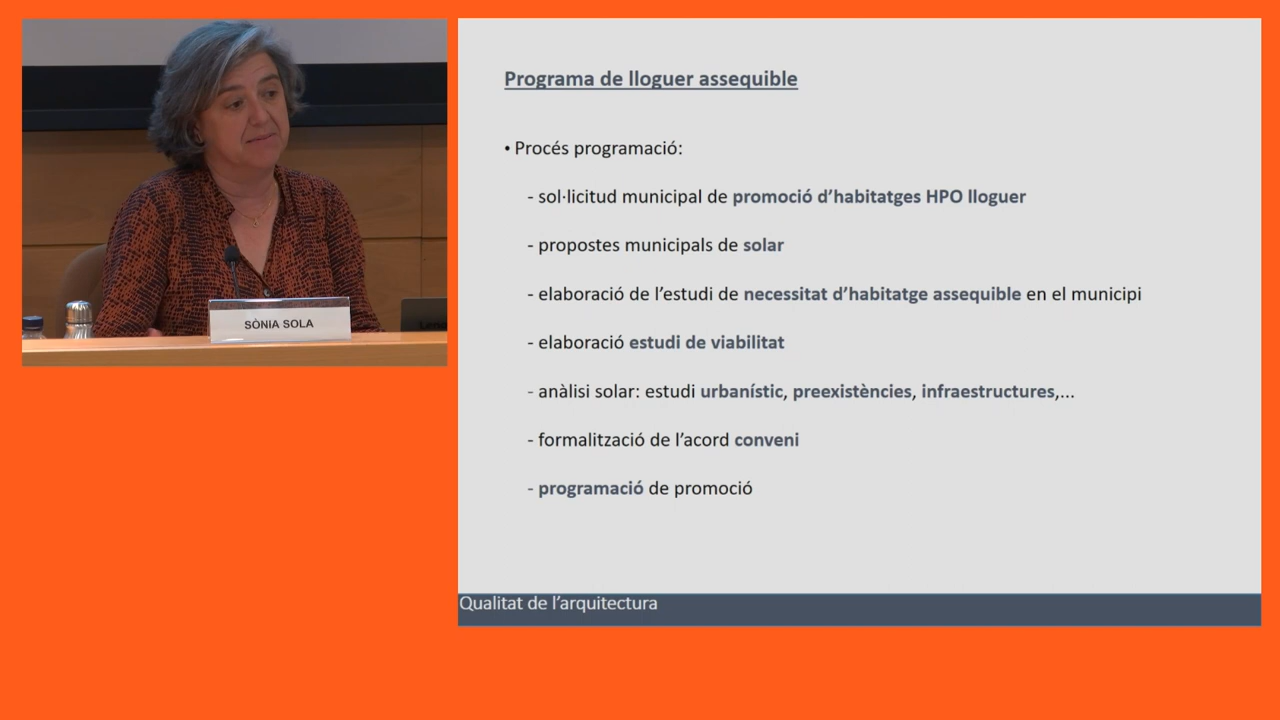 SÒNIA SOLA
Programa de lloguer assequible
• Procés programació:
- sol·licitud municipal de promoció d’habitatges HPO lloguer
- propostes municipals de solar
- elaboració de l’estudi de necessitat d’habitatge assequible en el municipi
- elaboració estudi de viabilitat
- anàlisi solar: estudi urbanístic, preexistències, infraestructures,...
- formalització de l’acord conveni
- programació de promoció
Qualitat de l’arquitectura